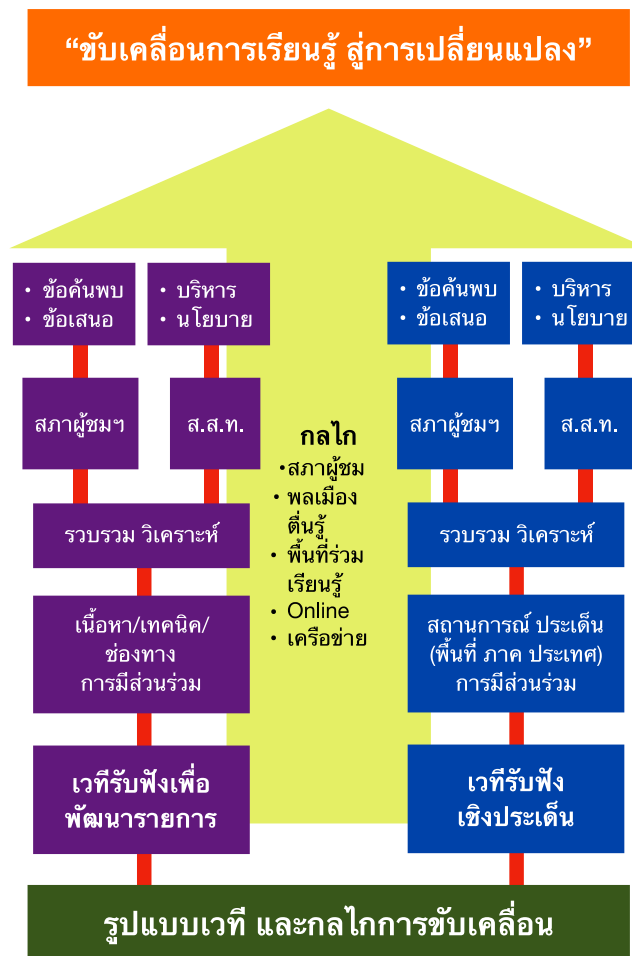 “ขับเคลื่อนการเรียนรู้ สู่การเปลี่ยนแปลง”
• ข้อค้นพบ
• ข้อเสนอ
• บริหาร
• นโยบาย
สภาผู้ชมฯ
ส.ส.ท.
รวบรวม วิเคราะห์
เนื้อหา/เทคนิค/
ช่องทาง
การมีส่วนร่วม
เวทีรับฟังเพื่อ
พัฒนารายการ
กลไก
•สภาผู้ชม
• พลเมือง
ตื่นรู้
• พื้นที่ร่วม
เรียนรู้
• Online
• เครือข่าย
• ข้อค้นพบ
• ข้อเสนอ
• บริหาร
• นโยบาย
สภาผู้ชมฯ
ส.ส.ท.
รวบรวม วิเคราะห์
สถานการณ์ ประเด็น
(พื้นที่ ภาค ประเทศ)
การมีส่วนร่วม
เวทีรับฟัง
เชิงประเด็น
รูปแบบเวที และกลไกการขับเคลื่อน